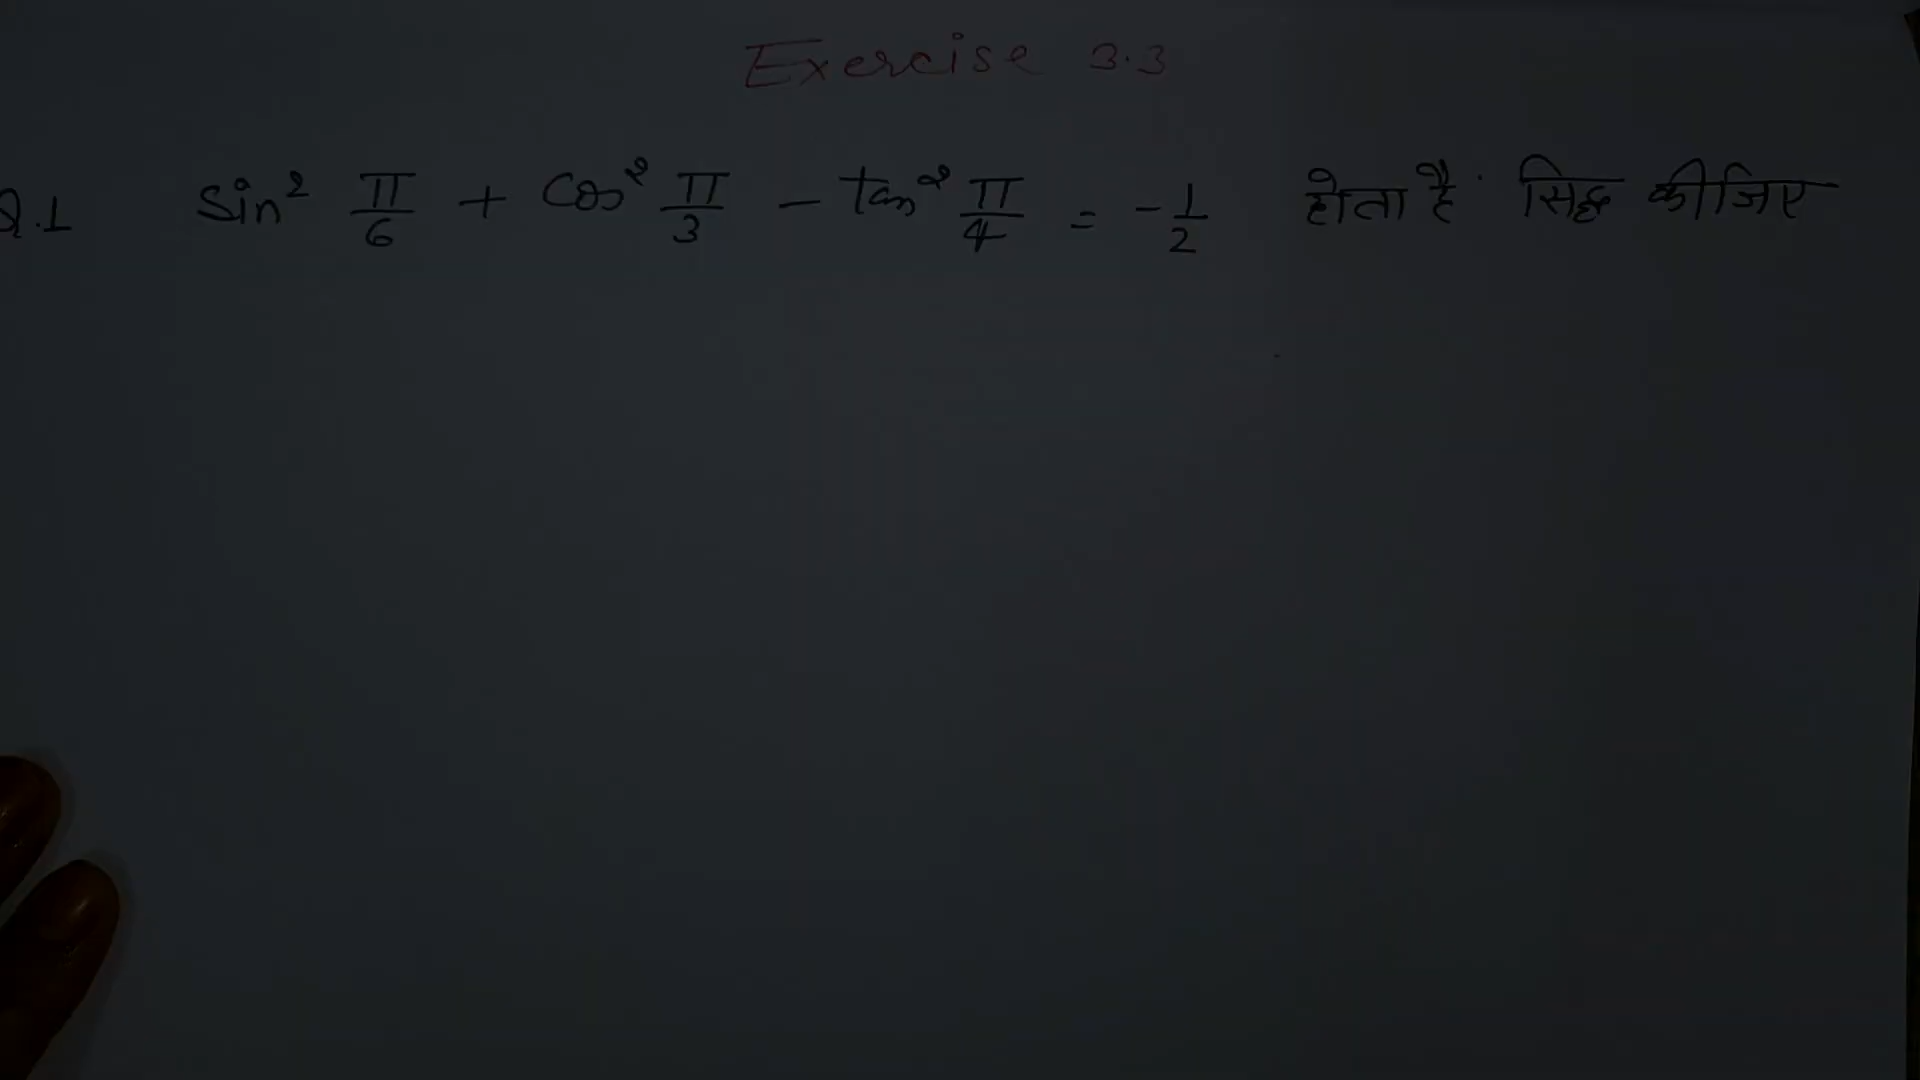 Exercise 3.3
Q.1 sin² π/6 + cos² π/3 - tan² π/4 = -1/2 होता है. सिद्ध कीजिए